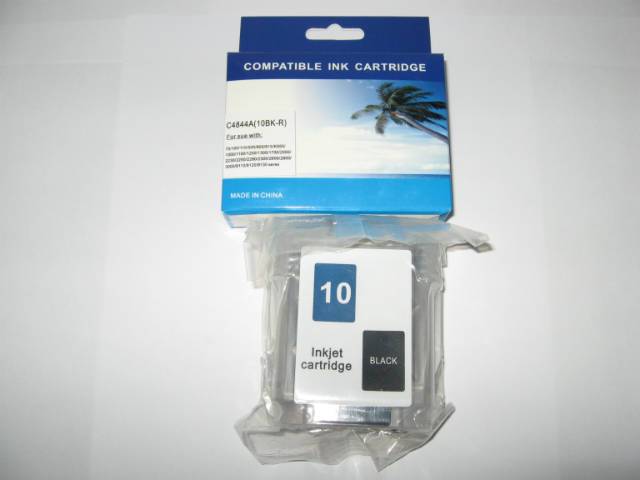 COMPATIBLE INK CARTRIDGE
C4844A(10BK-R)
For use with:
MADE IN CHINA
10
Inkjet
cartridge
BLACK